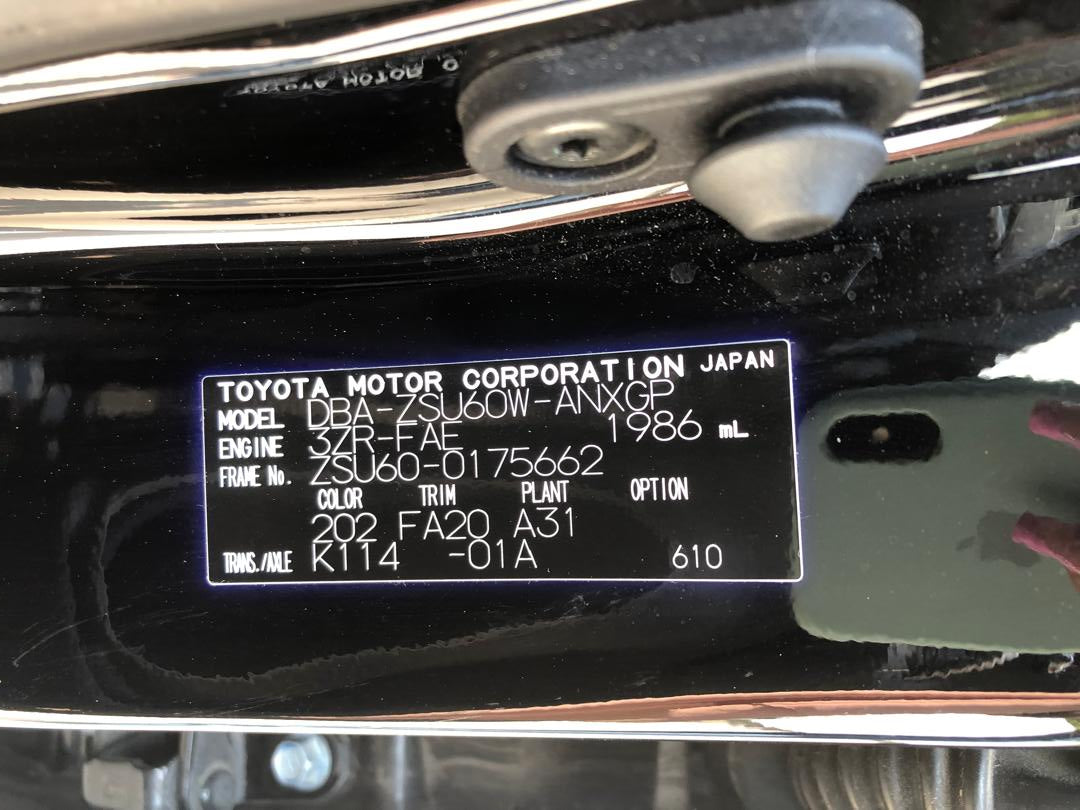 TOYOTA MOTOR CORPORATION JAPAN
MODEL DBA-ZSU60W-ANXGP
ENGINE 3ZR-FAE 1986 mL
FRAME No. ZSU60-0175662
COLOR TRIM PLANT OPTION
202 FA20 A31
TRANS./AXLE K114 -01A 610